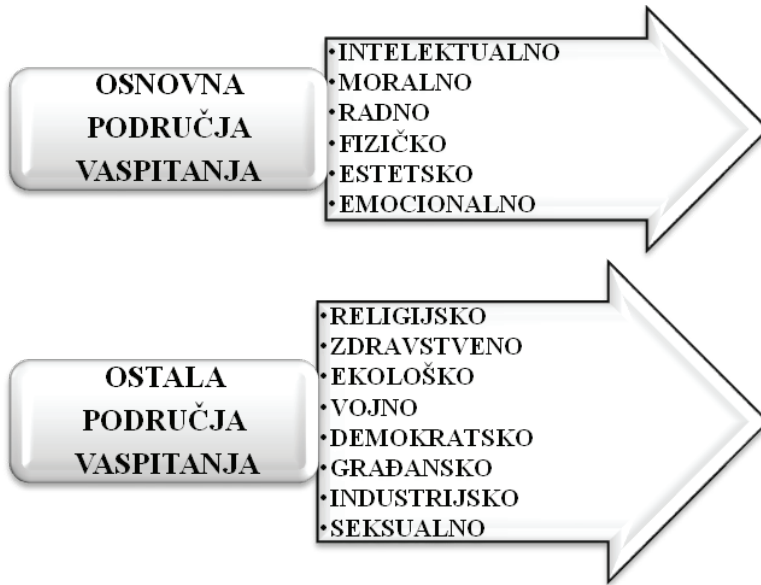 OSNOVNA
PODRUČJA
VASPITANJA
•INTELEKTUALNO
•MORALNO
•RADNO
•FIZIČKO
•ESTETSKO
•EMOCIONALNO
OSTALA
PODRUČJA
VASPITANJA
•RELIGIJSKO
•ZDRAVSTVENO
•EKOLOŠKO
•VOJNO
•DEMOKRATSKO
•GRAĐANSKO
•INDUSTRIJSKO
•SEKSUALNO